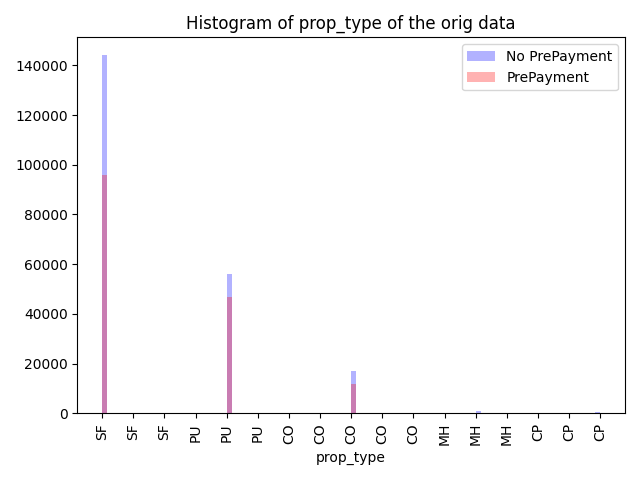 Histogram of prop_type of the orig data
No PrePayment
PrePayment
140000
120000
100000
80000
60000
40000
20000
0
SF SF SF PU PU PU CO CO CO CO CO MH MH MH CP CP CP
prop_type